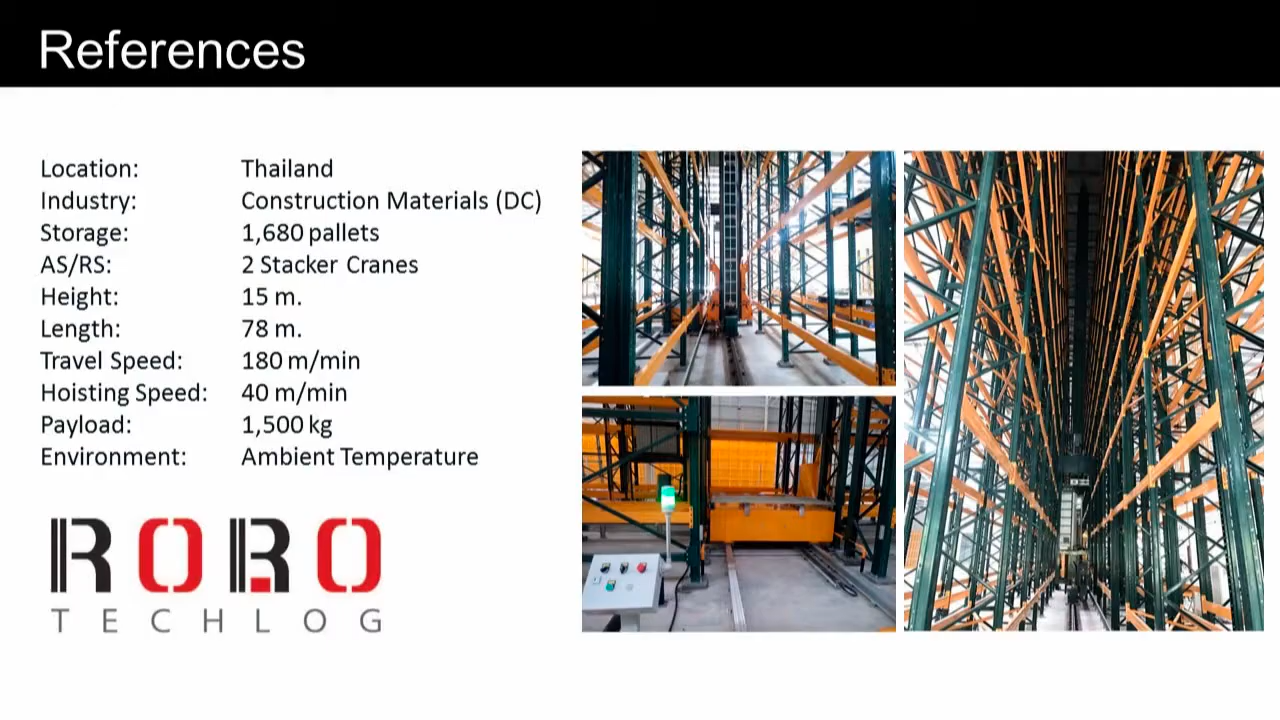 References
Location: Thailand
Industry: Construction Materials (DC)
Storage: 1,680 pallets
AS/RS: 2 Stacker Cranes
Height: 15 m.
Length: 78 m.
Travel Speed: 180 m/min
Hoisting Speed: 40 m/min
Payload: 1,500 kg
Environment: Ambient Temperature
ROBO
TECHLOG